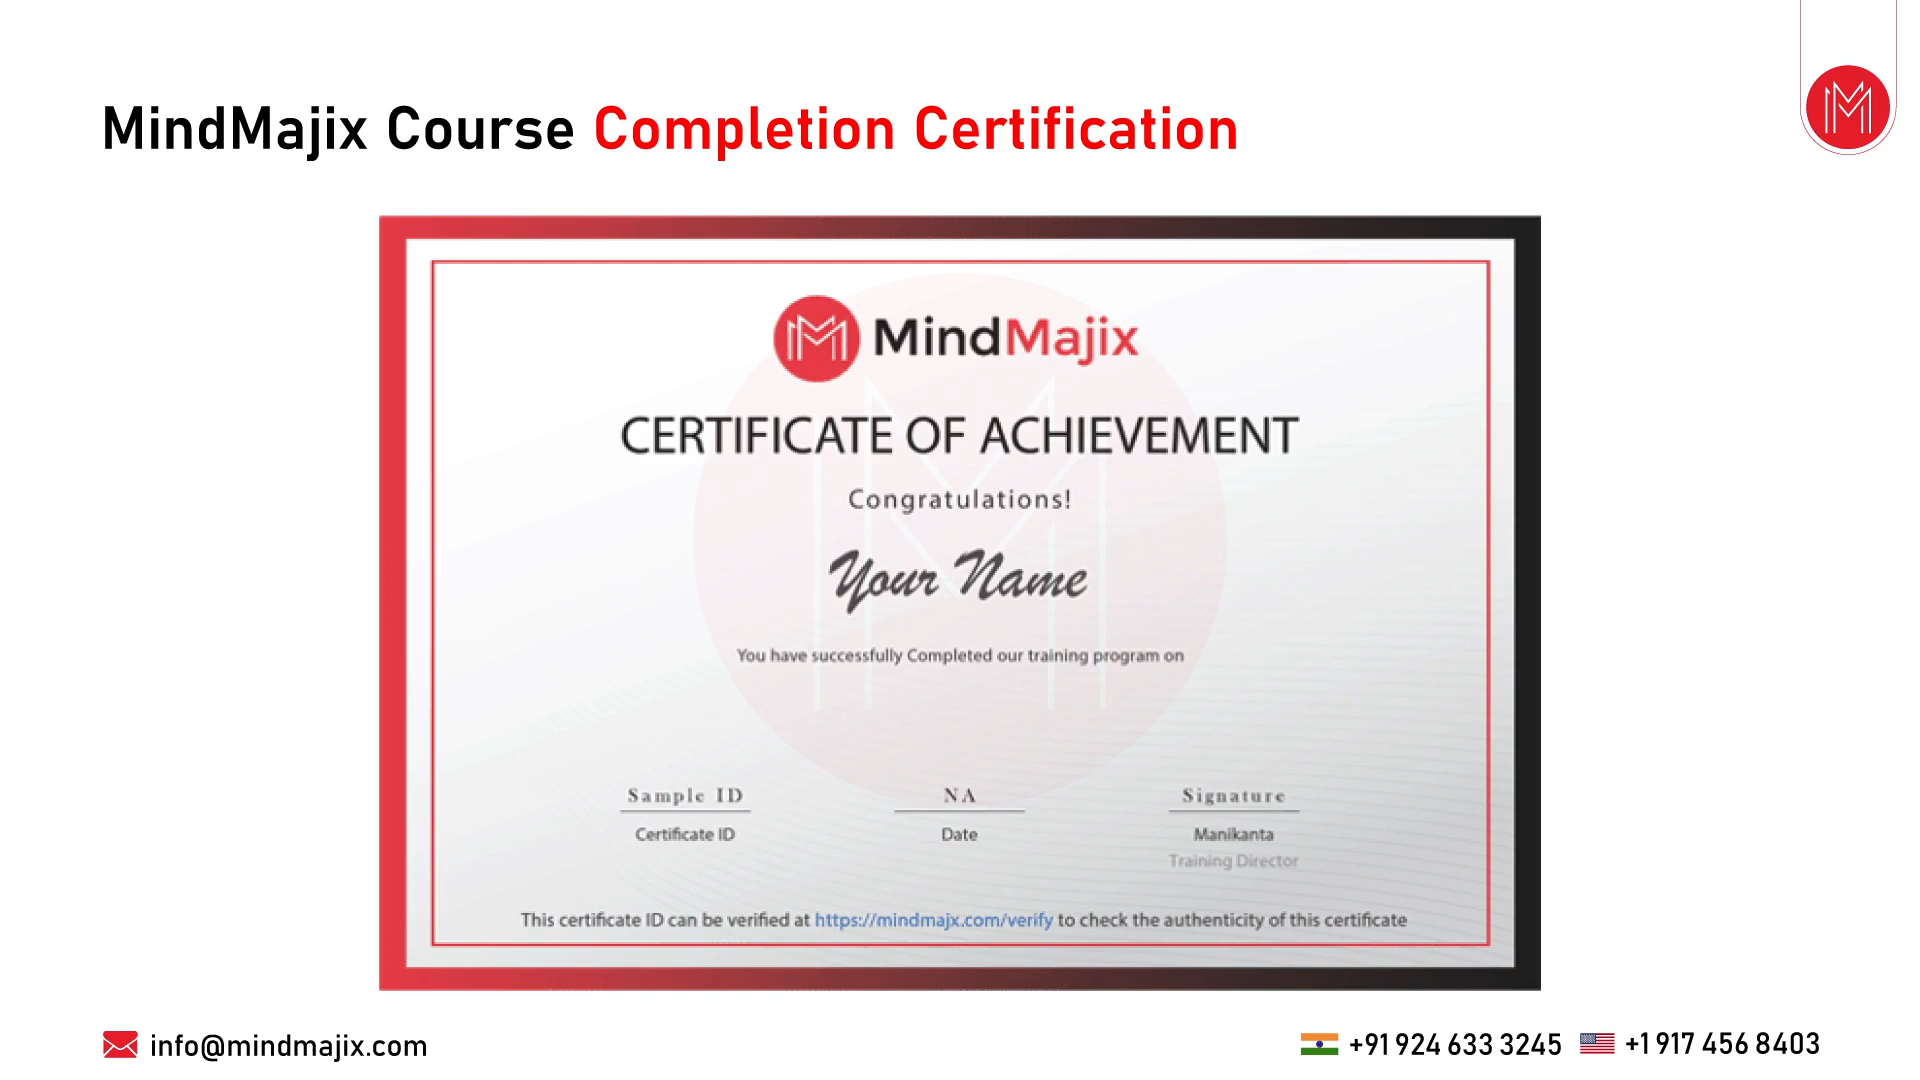 MindMajix Course Completion Certification
MindMajix
CERTIFICATE OF ACHIEVEMENT
Congratulations!
Your Name
You have successfully Completed our training program on
Sample ID
Certificate ID
NA
Date
Signature
Manikanta
Training Director
This certificate ID can be verified at https://mindmajx.com/verify to check the authenticity of this certificate
info@mindmajix.com
+91 924 633 3245
+1 917 456 8403